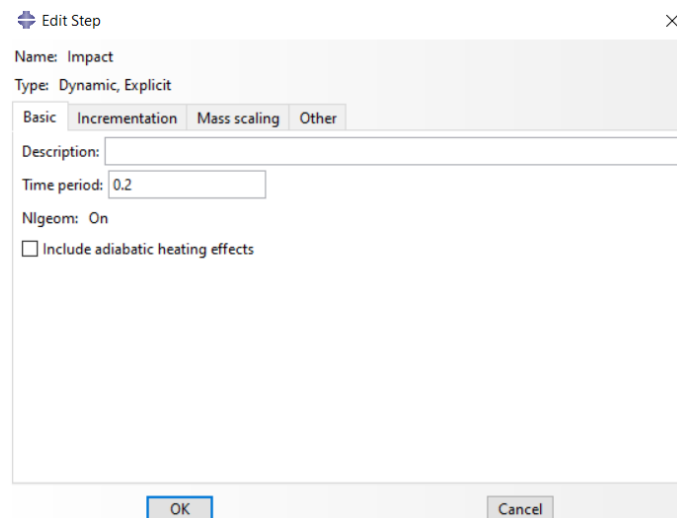 Edit Step
Name: Impact
Type: Dynamic, Explicit
Basic Incrementation Mass scaling Other
Description:
Time period: 0.2
Nlgeom: On
Include adiabatic heating effects
OK Cancel